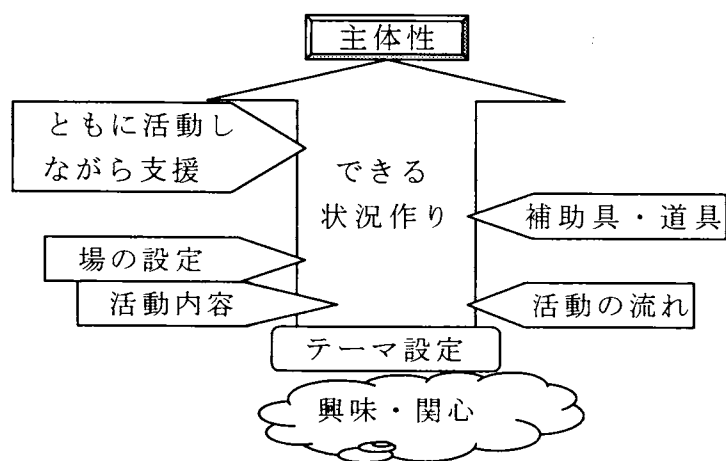 主体性
ともに活動し
ながら支援
できる
状況作り
補助具・道具
場の設定
活動内容
活動の流れ
テーマ設定
興味・関心